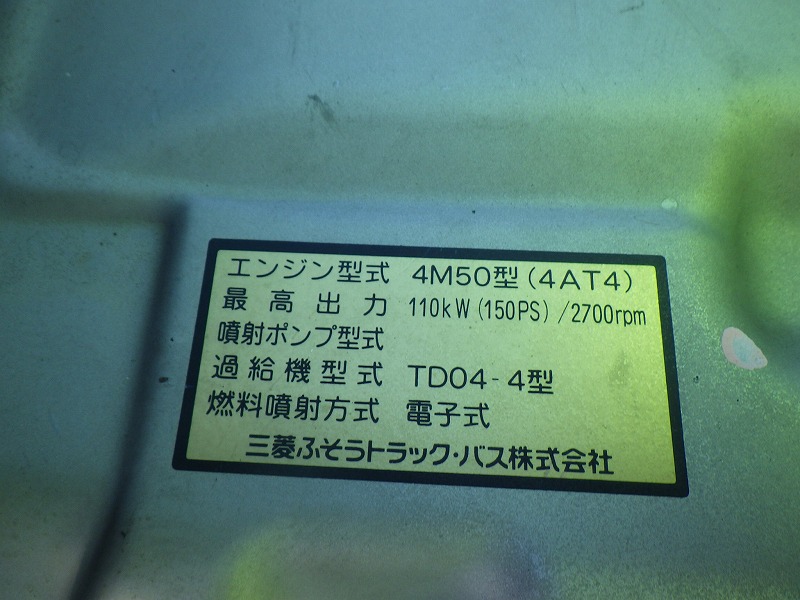 エンジン型式 4M50型(4AT4)
最高出力 110kW(150PS)/2700rpm
噴射ポンプ型式
過給機型式 TD04-4型
燃料噴射方式 電子式
三菱ふそうトラック・バス株式会社